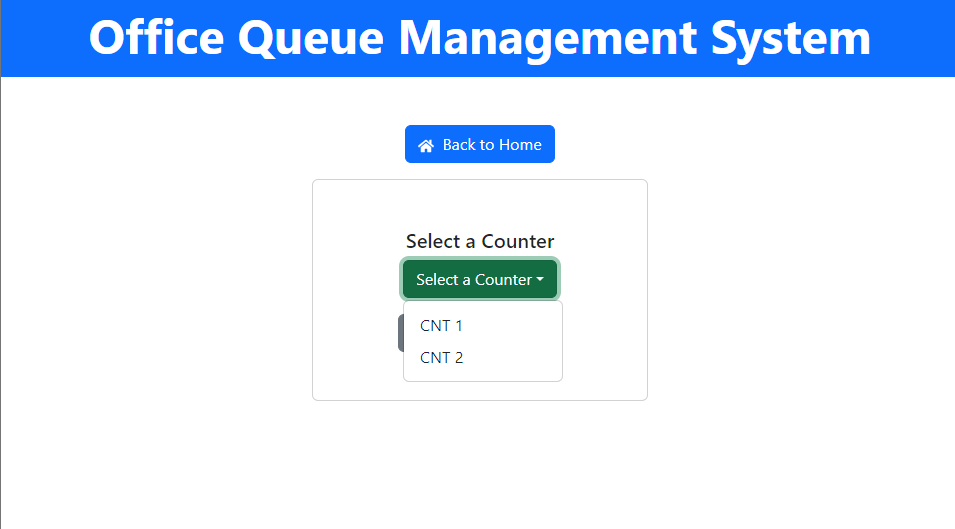 Office Queue Management System
Back to Home
Select a Counter
Select a Counter
CNT 1
CNT 2